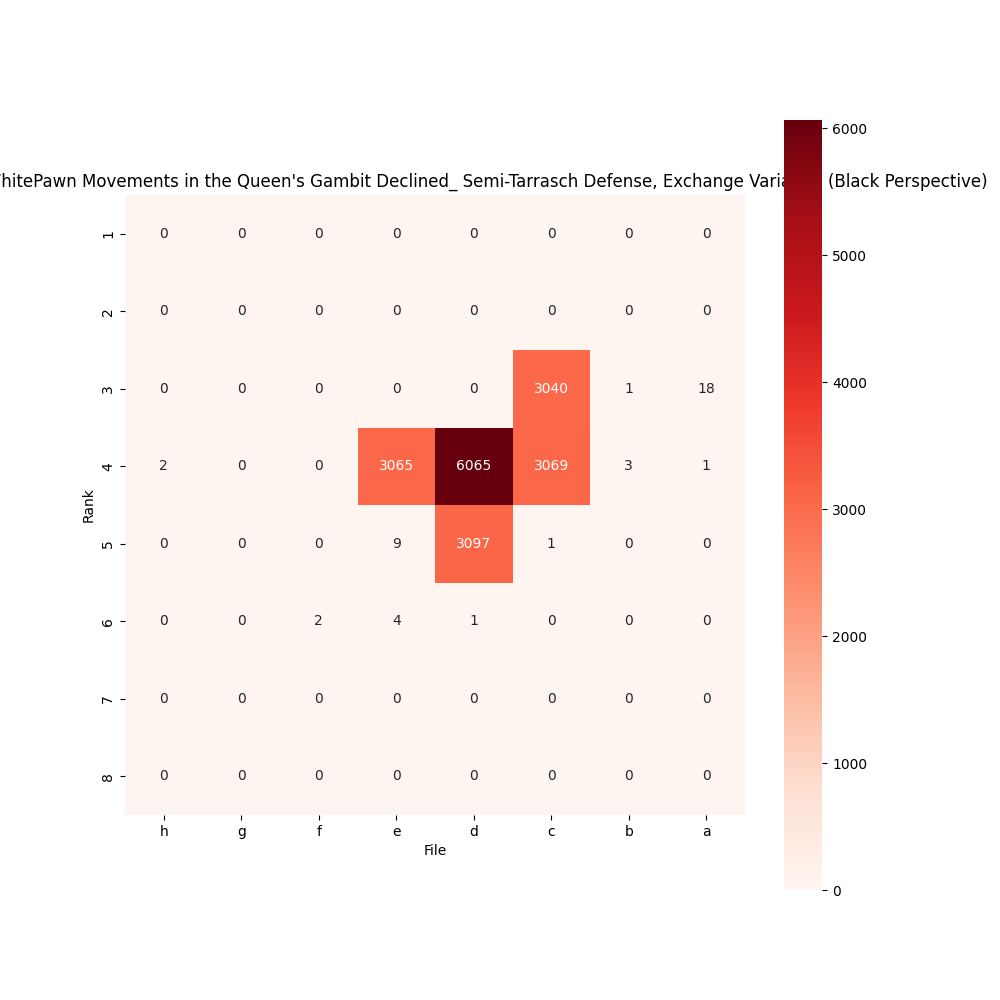 hitePawn Movements in the Queen's Gambit Declined_ Semi-Tarrasch Defense, Exchange Varia (Black Perspective)
Rank
1 0 0 0 0 0 0 0 0
2 0 0 0 0 0 0 0 0
3 0 0 0 0 0 3040 1 18
4 2 0 0 3065 6065 3069 3 1
5 0 0 0 9 3097 1 0 0
6 0 0 2 4 1 0 0 0
7 0 0 0 0 0 0 0 0
8 0 0 0 0 0 0 0 0
h g f e d c b a
File
6000
5000
4000
3000
2000
1000
0